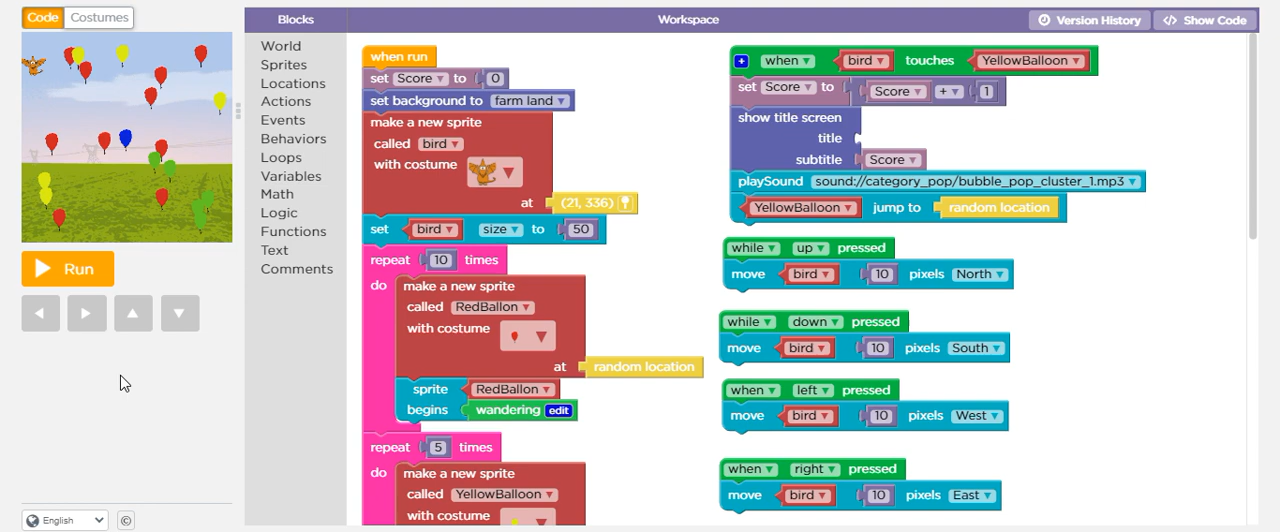 Code Costumes
Blocks
Workspace
Version History
</> Show Code
World
Sprites
Locations
Actions
Events
Behaviors
Loops
Variables
Math
Logic
Functions
Text
Comments
Run
English
©
when run
set Score to 0
set background to farm land
make a new sprite
called bird
with costume
at (21, 336)
set bird size to 50
repeat 10 times
do make a new sprite
called RedBallon
with costume
at random location
sprite RedBallon
begins wandering edit
repeat 5 times
do make a new sprite
called YellowBalloon
with costume
+ when bird touches YellowBalloon
set Score to Score + 1
show title screen
title
subtitle Score
playSound sound://category_pop/bubble_pop_cluster_1.mp3
YellowBalloon jump to random location
while up pressed
move bird 10 pixels North
while down pressed
move bird 10 pixels South
when left pressed
move bird 10 pixels West
when right pressed
move bird 10 pixels East